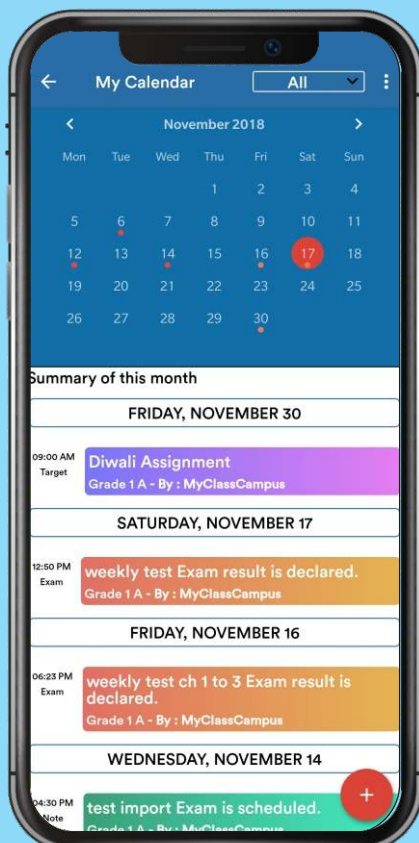 My Calendar
All
November 2018
Mon Tue Wed Thu Fri Sat Sun
1 2 3 4
5 6 7 8 9 10 11
12 13 14 15 16 17 18
19 20 21 22 23 24 25
26 27 28 29 30
Summary of this month
FRIDAY, NOVEMBER 30
09:00 AM
Target
Diwali Assignment
Grade 1 A - By : MyClassCampus
SATURDAY, NOVEMBER 17
12:50 PM
Exam
weekly test Exam result is declared.
Grade 1 A - By : MyClassCampus
FRIDAY, NOVEMBER 16
06:23 PM
Exam
weekly test ch 1 to 3 Exam result is
declared.
Grade 1 A - By : MyClassCampus
WEDNESDAY, NOVEMBER 14
04:30 PM
Note
test import Exam is scheduled.
Grade 1 A - By : MyClassCampus
+